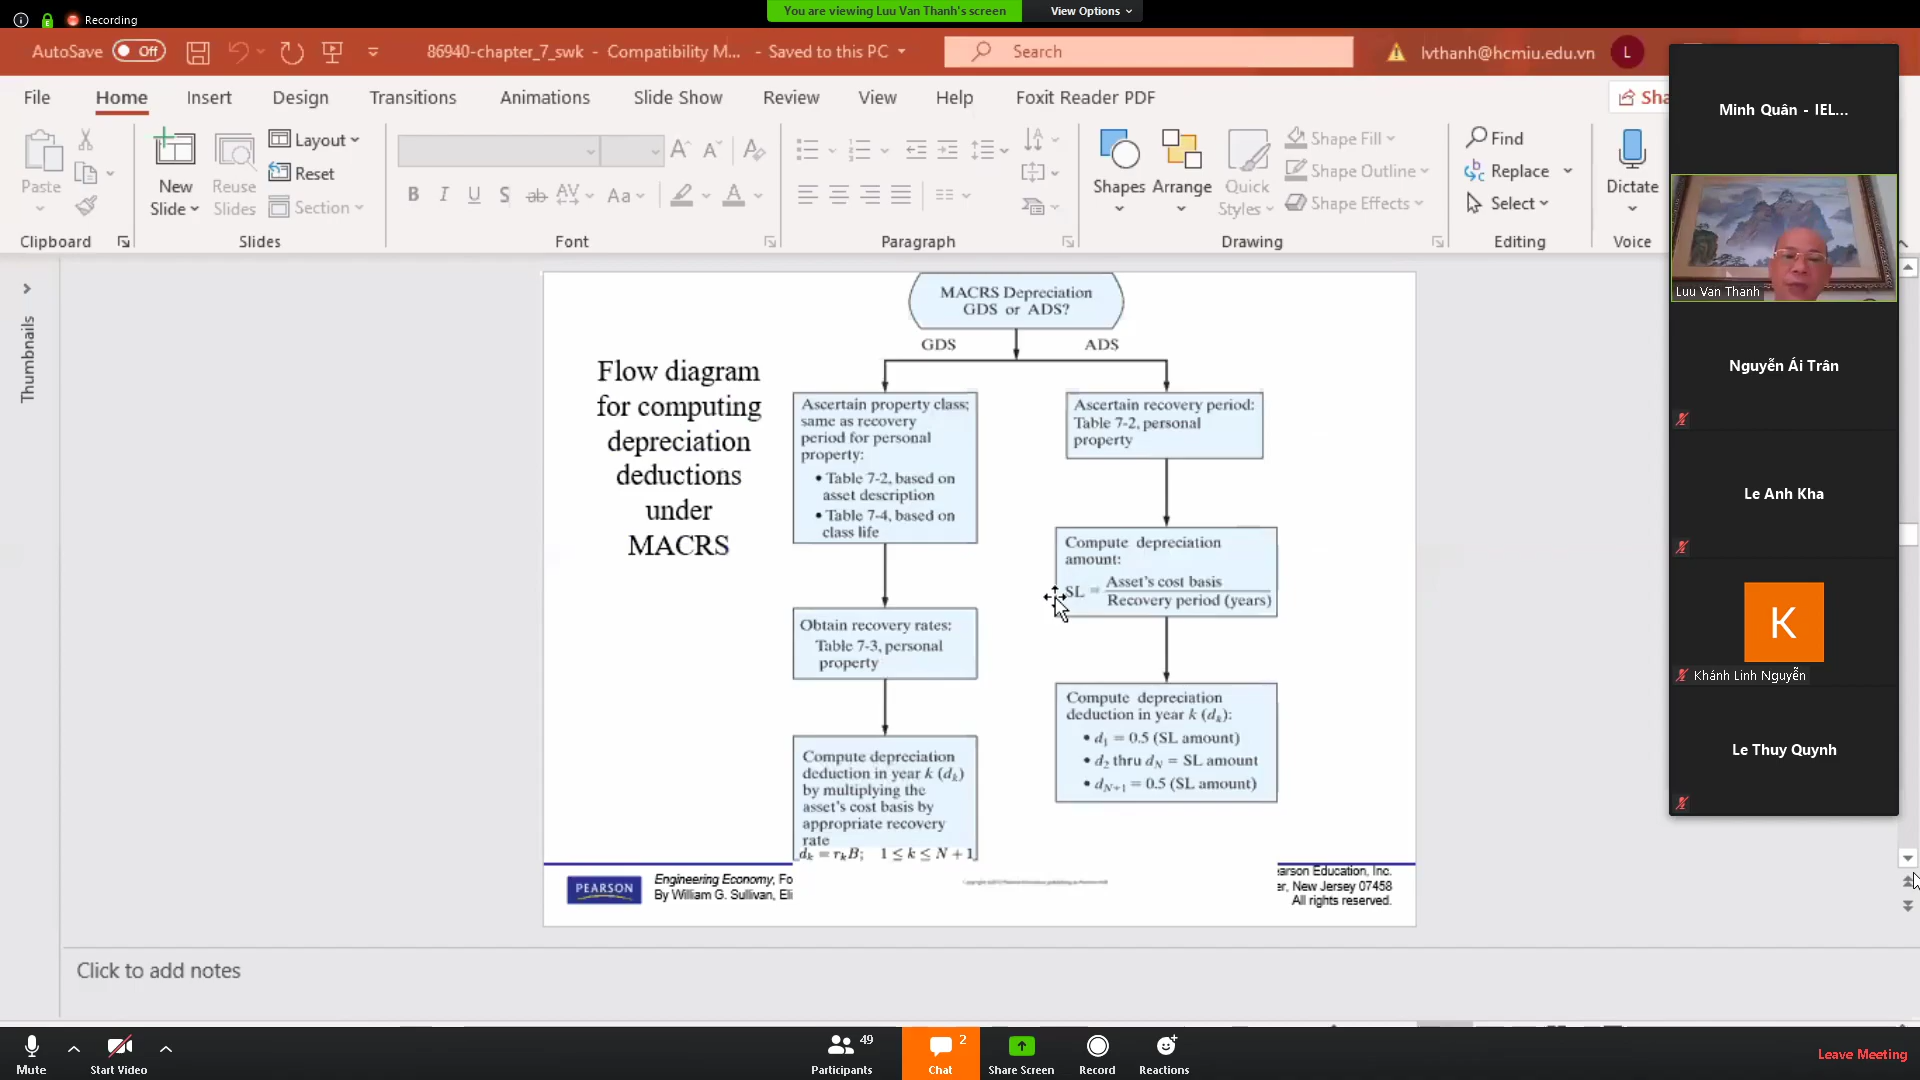 Recording
You are viewing Luu Van Thanh's screen
View Options
AutoSave
Off
86940-chapter_7_swk - Compatibility M... - Saved to this PC
Search
lvthanh@hcmiu.edu.vn
L
File
Home
Insert
Design
Transitions
Animations
Slide Show
Review
View
Help
Foxit Reader PDF
Sha
Paste
New
Slide
Reuse
Slides
Layout
Reset
Section
Shapes
Arrange
Quick
Styles
Shape Fill
Shape Outline
Shape Effects
Find
Replace
Select
Dictate
Clipboard
Slides
Font
Paragraph
Drawing
Editing
Voice
Thumbnails
Flow diagram
for computing
depreciation
deductions
under
MACRS
MACRS Depreciation
GDS or ADS?
GDS
ADS
Ascertain property class;
same as recovery
period for personal
property:
• Table 7-2, based on
asset description
• Table 7-4, based on
class life
Obtain recovery rates:
Table 7-3, personal
property
Compute depreciation
deduction in year k (dk)
by multiplying the
asset's cost basis by
appropriate recovery
rate
dk = rkB; 1 ≤ k ≤ N + 1
Ascertain recovery period:
Table 7-2, personal
property
Compute depreciation
amount:
SL = Asset's cost basis
Recovery period (years)
Compute depreciation
deduction in year k (dk):
• d1 = 0.5 (SL amount)
• d2 thru dN = SL amount
• dN+1 = 0.5 (SL amount)
PEARSON
Engineering Economy, Fo
By William G. Sullivan, Eli
earson Education, Inc.
er, New Jersey 07458
All rights reserved.
Click to add notes
Minh Quân - IEL...
Luu Van Thanh
Nguyễn Ái Trân
Le Anh Kha
K
Khánh Linh Nguyễn
Le Thuy Quynh
Mute
Start Video
49
Participants
2
Chat
Share Screen
Record
Reactions
Leave Meeting